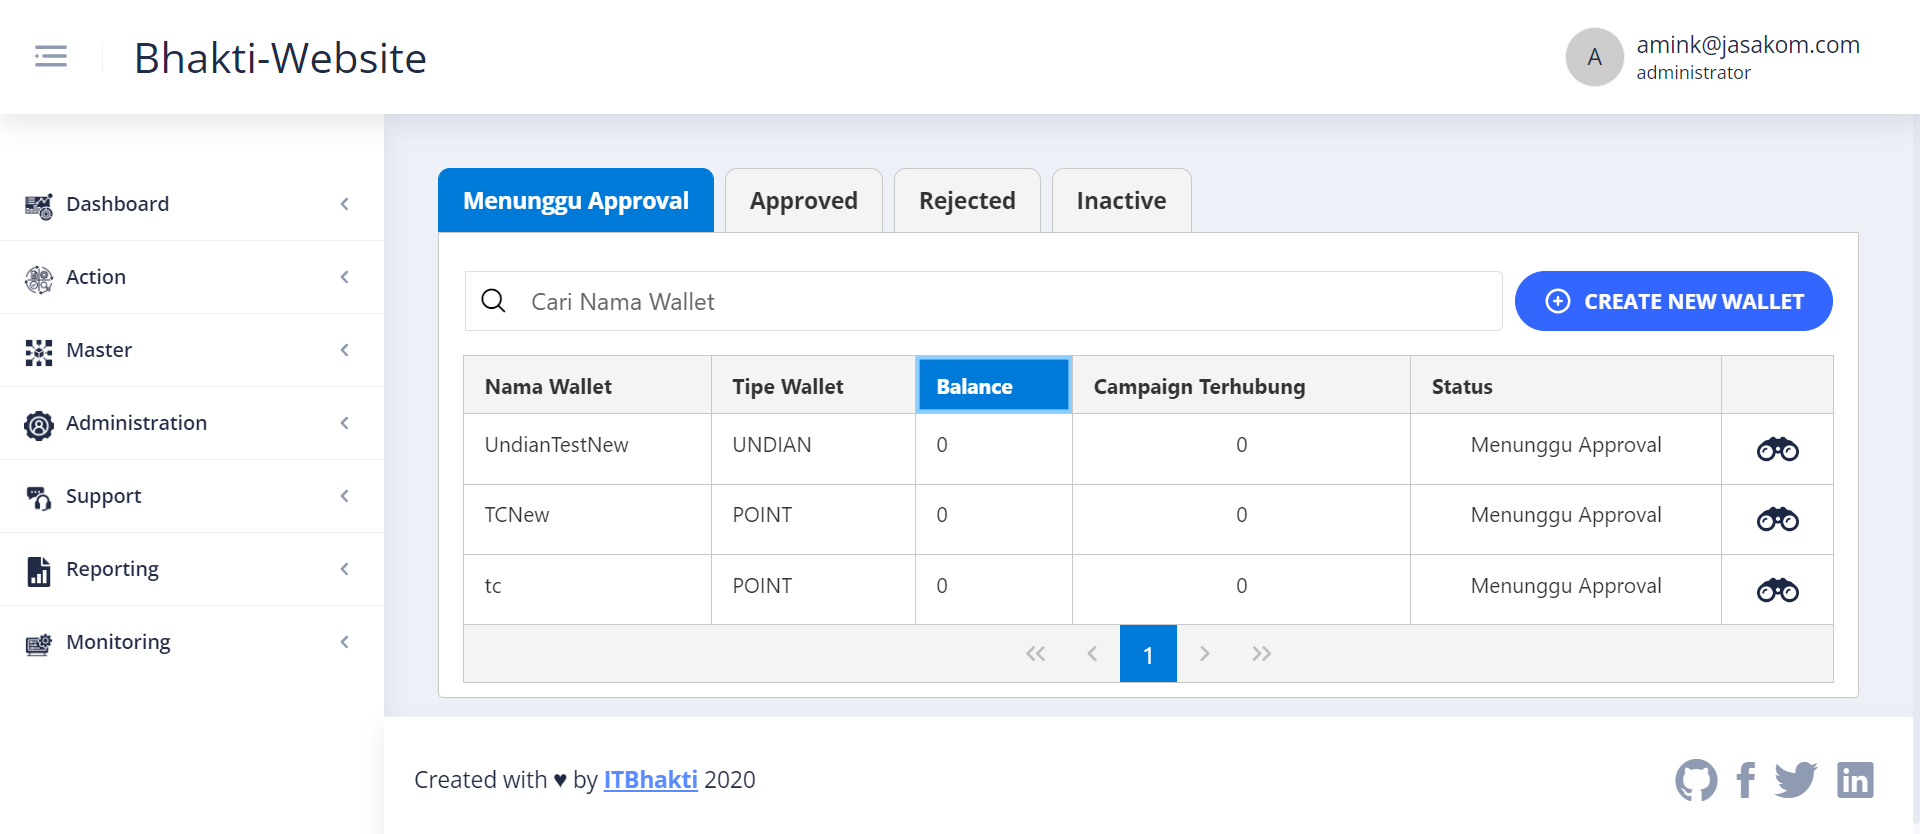 Bhakti-Website
A
amink@jasakom.com
administrator
Dashboard
Action
Master
Administration
Support
Reporting
Monitoring
Menunggu Approval
Approved
Rejected
Inactive
Cari Nama Wallet
CREATE NEW WALLET
Nama Wallet Tipe Wallet Balance Campaign Terhubung Status
UndianTestNew UNDIAN 0 0 Menunggu Approval
TCNew POINT 0 0 Menunggu Approval
tc POINT 0 0 Menunggu Approval
1
Created with ♥ by ITBhakti 2020